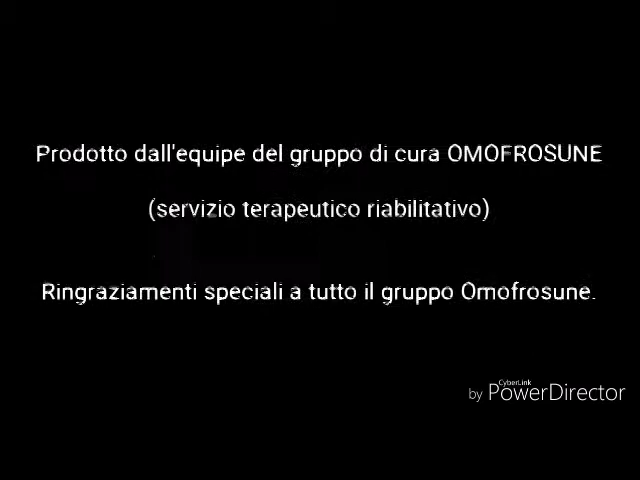 Prodotto dall'equipe del gruppo di cura OMOFROSUNE
(servizio terapeutico riabilitativo)
Ringraziamenti speciali a tutto il gruppo Omofrosune.
CyberLink
by PowerDirector